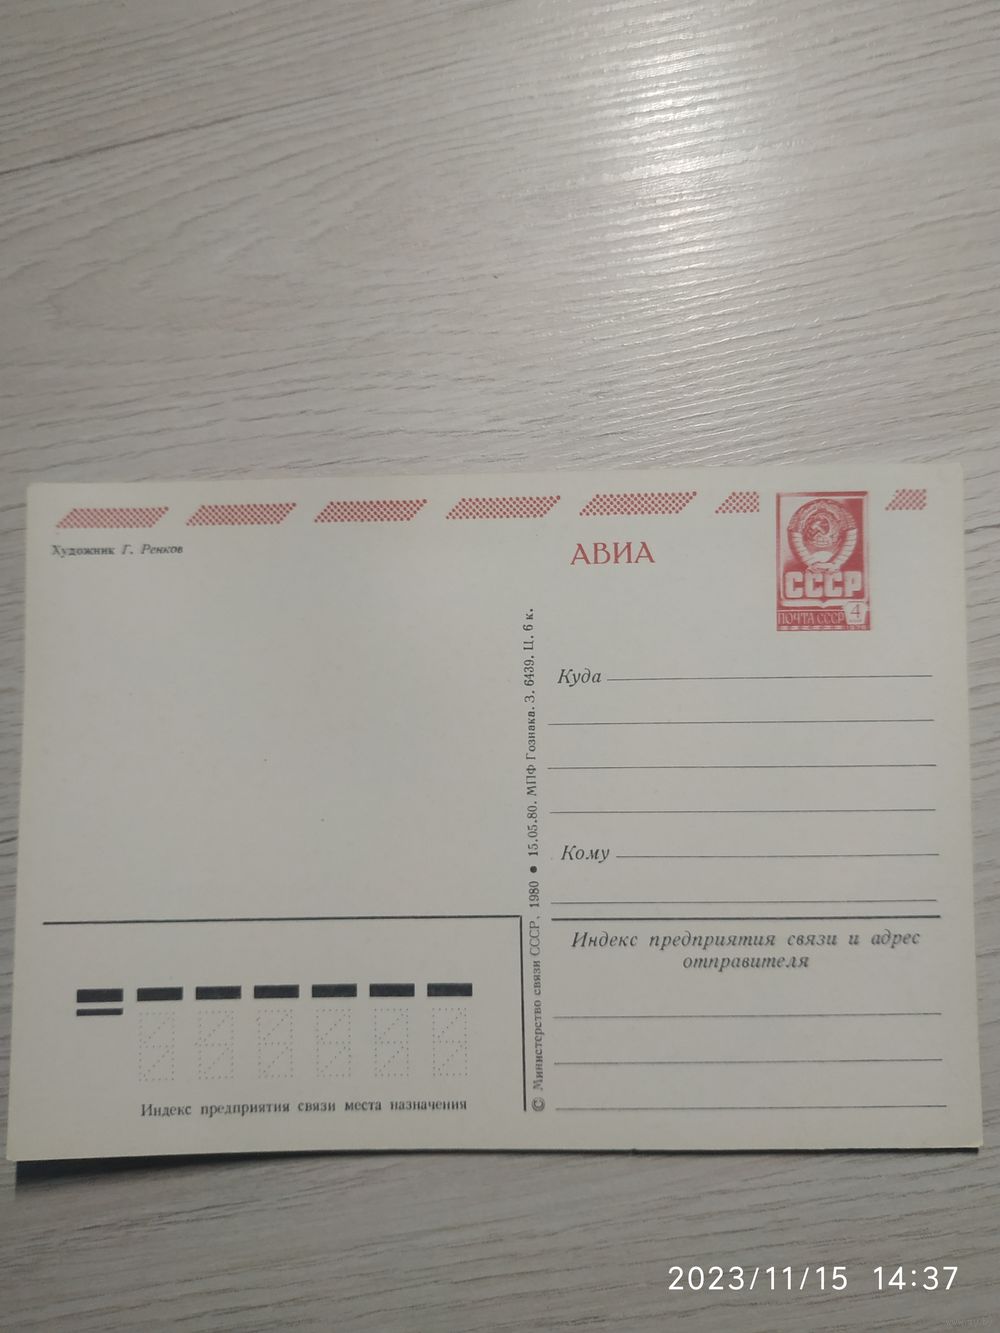 Художник Г. Ренков
АВИА
СССР
ПОЧТА СССР
4
Куда
Кому
Индекс предприятия связи и адрес
отправителя
© Министерство связи СССР, 1980 ● 15.05.80. МПФ Гознака. З. 6439. Ц. 6 к.
Индекс предприятия связи места назначения
2023/11/15 14:37